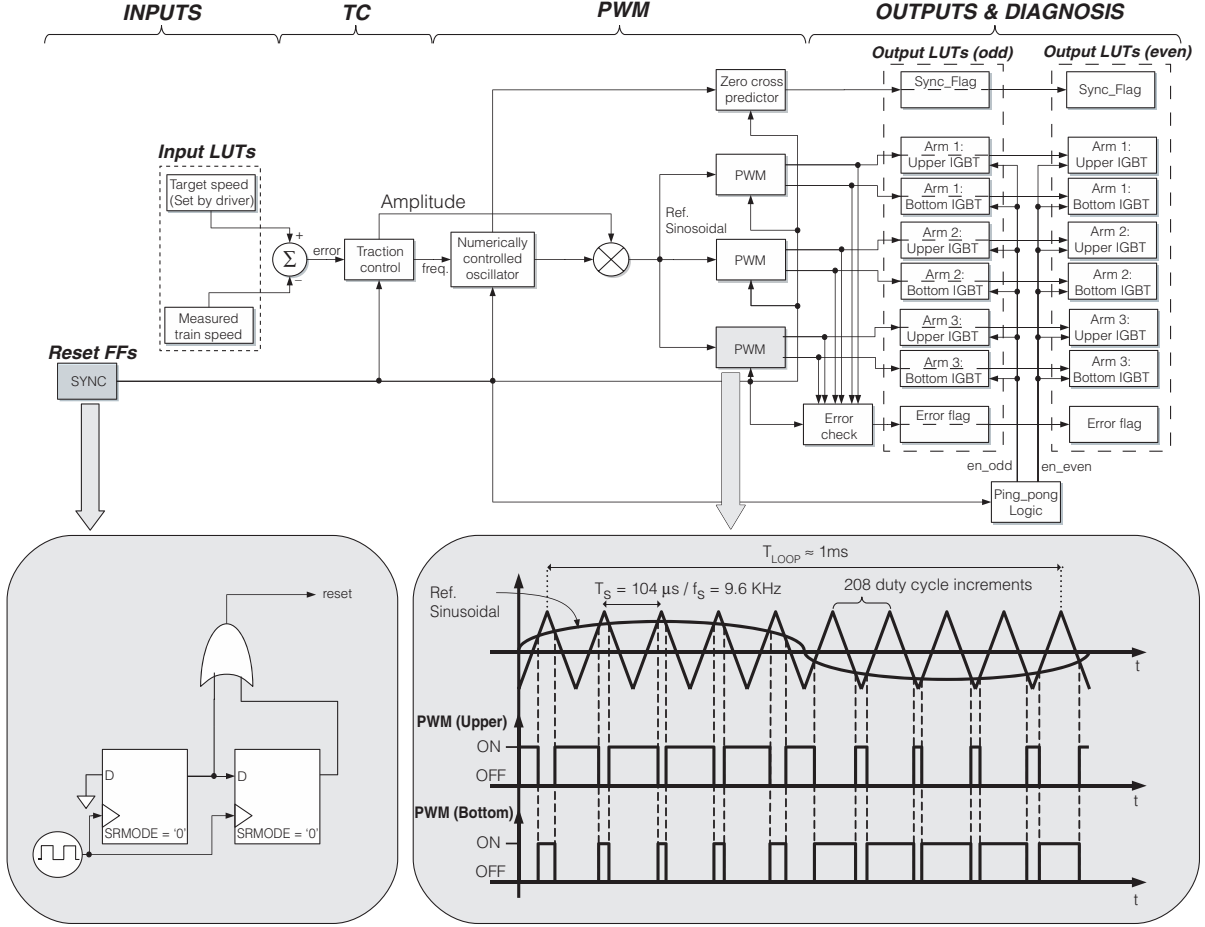 INPUTS
TC
PWM
OUTPUTS & DIAGNOSIS
Output LUTs (odd)
Output LUTs (even)
Zero cross
predictor
Sync_Flag
Sync_Flag
Input LUTs
Target speed
(Set by driver)
Measured
train speed
+
Σ
−
error
Traction
control
Amplitude
freq.
Numerically
controlled
oscillator
Ref.
Sinusoidal
PWM
PWM
PWM
Arm 1:
Upper IGBT
Arm 1:
Bottom IGBT
Arm 2:
Upper IGBT
Arm 2:
Bottom IGBT
Arm 3:
Upper IGBT
Arm 3:
Bottom IGBT
Error flag
Arm 1:
Upper IGBT
Arm 1:
Bottom IGBT
Arm 2:
Upper IGBT
Arm 2:
Bottom IGBT
Arm 3:
Upper IGBT
Arm 3:
Bottom IGBT
Error flag
Reset FFs
SYNC
Error
check
en_odd
en_even
Ping_pong
Logic
reset
D
SRMODE = '0'
D
SRMODE = '0'
T_LOOP ≈ 1ms
Ref.
Sinusoidal
T_S = 104 µs / f_S = 9.6 KHz
208 duty cycle increments
t
PWM (Upper)
ON
OFF
t
PWM (Bottom)
ON
OFF
t